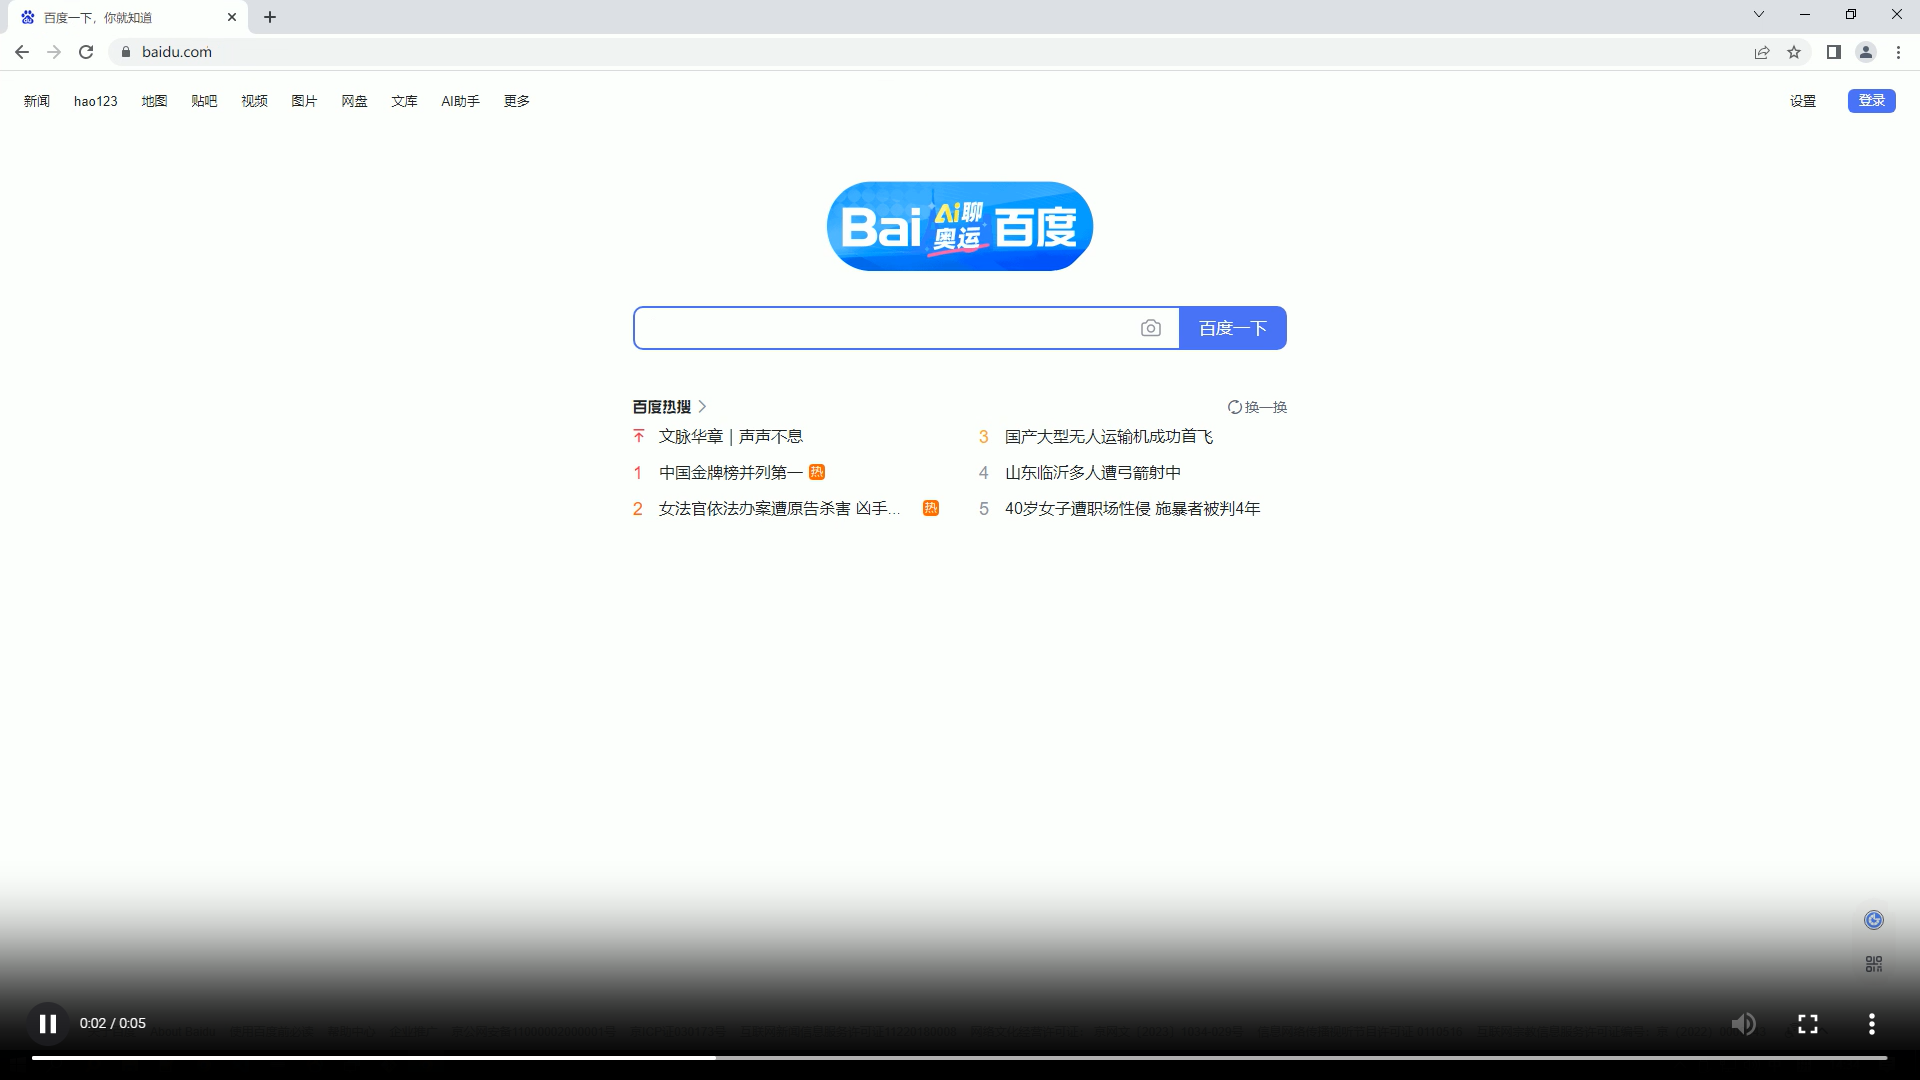 百度一下，你就知道
baidu.com
新闻 hao123 地图 贴吧 视频 图片 网盘 文库 AI助手 更多 设置 登录
Bai Ai聊奥运 百度
百度一下
百度热搜 换一换
文脉华章 | 声声不息
1 中国金牌榜并列第一 热
2 女法官依法办案遭原告杀害 凶手... 热
3 国产大型无人运输机成功首飞
4 山东临沂多人遭弓箭射中
5 40岁女子遭职场性侵 施暴者被判4年
0:02 / 0:05